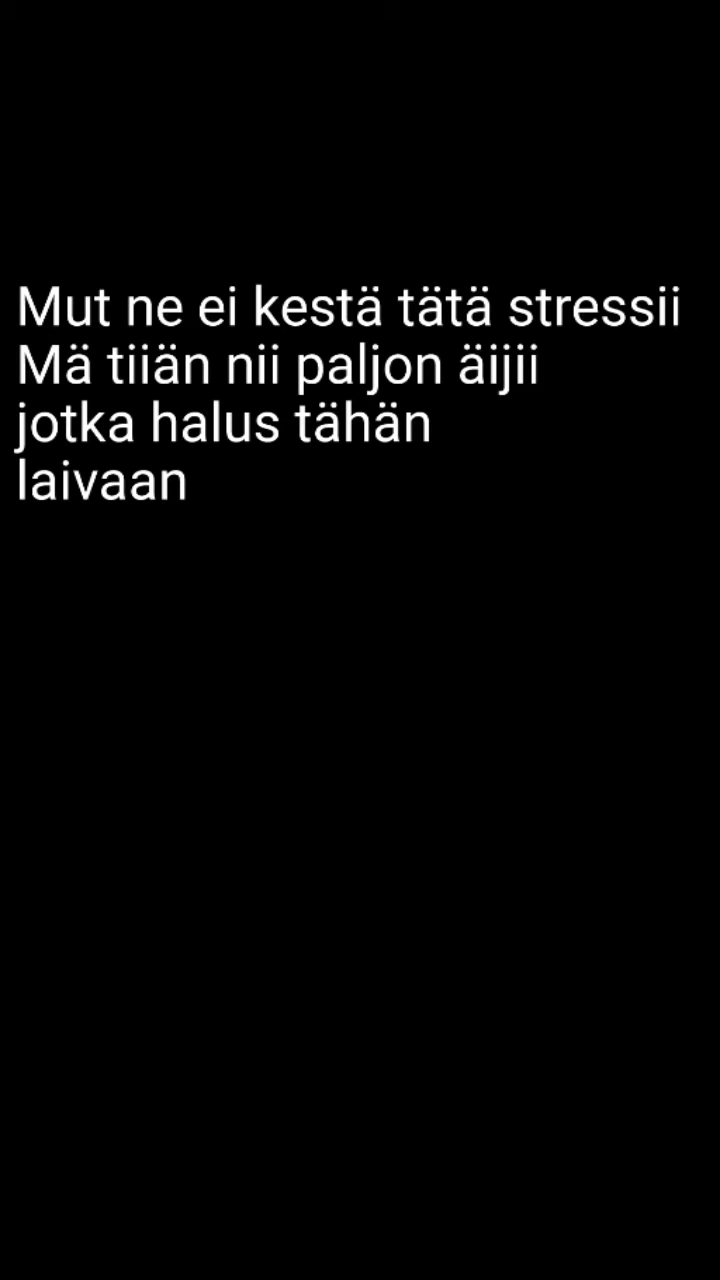 Mut ne ei kestä tätä stressii
Mä tiiän nii paljon äijii
jotka halus tähän
laivaan